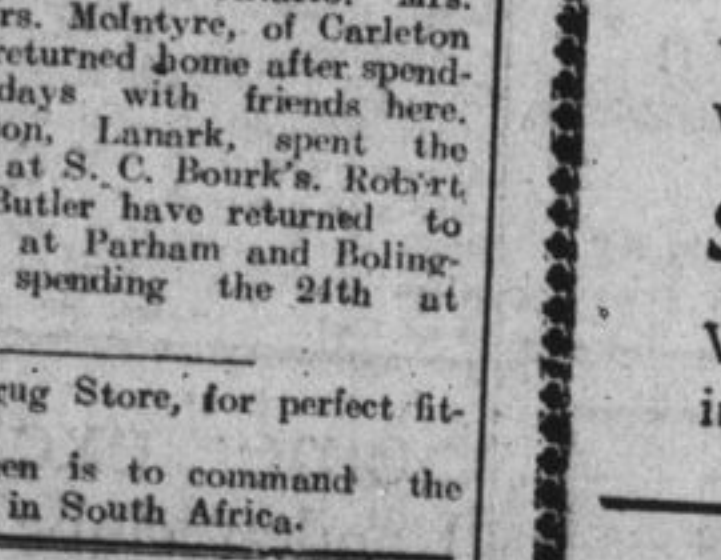 Mrs.
rs. McIntyre, of Carleton
returned home after spend-
days with friends here.
on, Lanark, spent the
at S. C. Bourk's. Robert
Butler have returned to
at Parham and Boling-
spending the 24th at
rug Store, for perfect fit-
en is to command the
in South Africa.